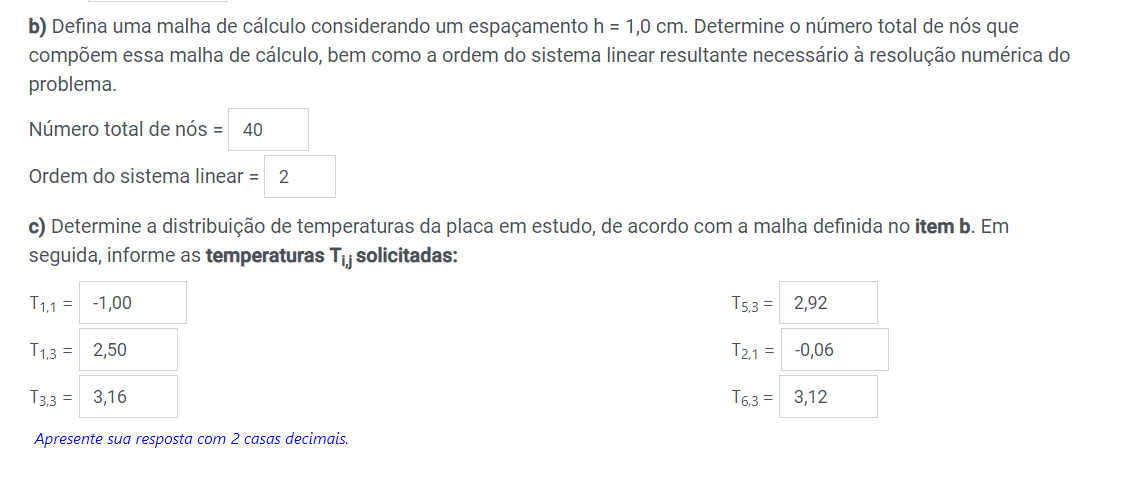 b) Defina uma malha de cálculo considerando um espaçamento h = 1,0 cm. Determine o número total de nós que
compõem essa malha de cálculo, bem como a ordem do sistema linear resultante necessário à resolução numérica do
problema.
Número total de nós = 40
Ordem do sistema linear = 2
c) Determine a distribuição de temperaturas da placa em estudo, de acordo com a malha definida no item b. Em
seguida, informe as temperaturas Ti,j solicitadas:
T1,1 = -1,00
T5,3 = 2,92
T1,3 = 2,50
T2,1 = -0,06
T3,3 = 3,16
T6,3 = 3,12
Apresente sua resposta com 2 casas decimais.